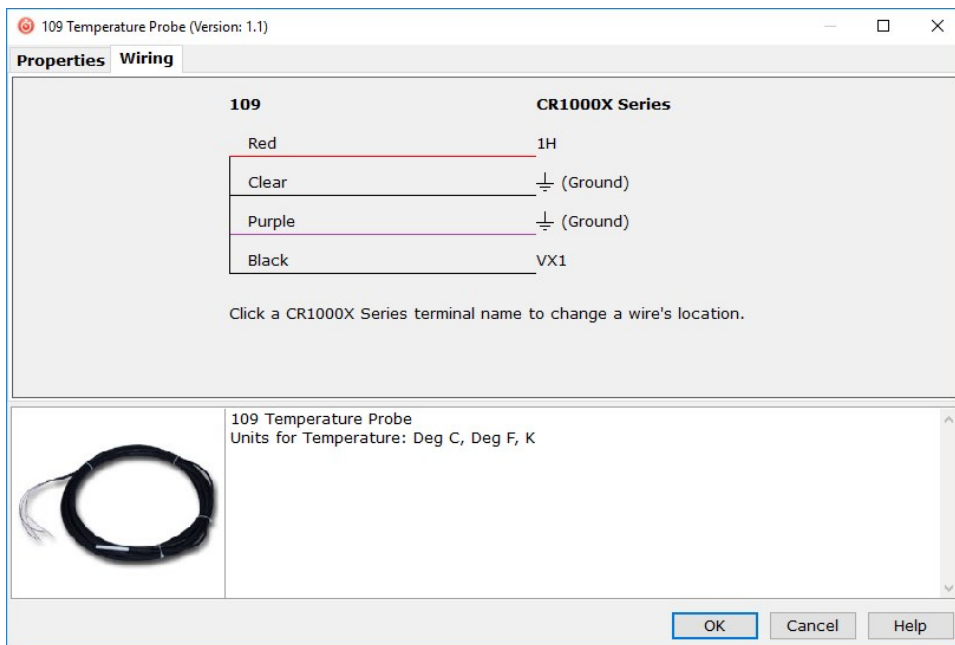 109 Temperature Probe (Version: 1.1)
Properties Wiring
109 CR1000X Series
Red 1H
Clear ⏚ (Ground)
Purple ⏚ (Ground)
Black VX1
Click a CR1000X Series terminal name to change a wire's location.
109 Temperature Probe
Units for Temperature: Deg C, Deg F, K
OK Cancel Help